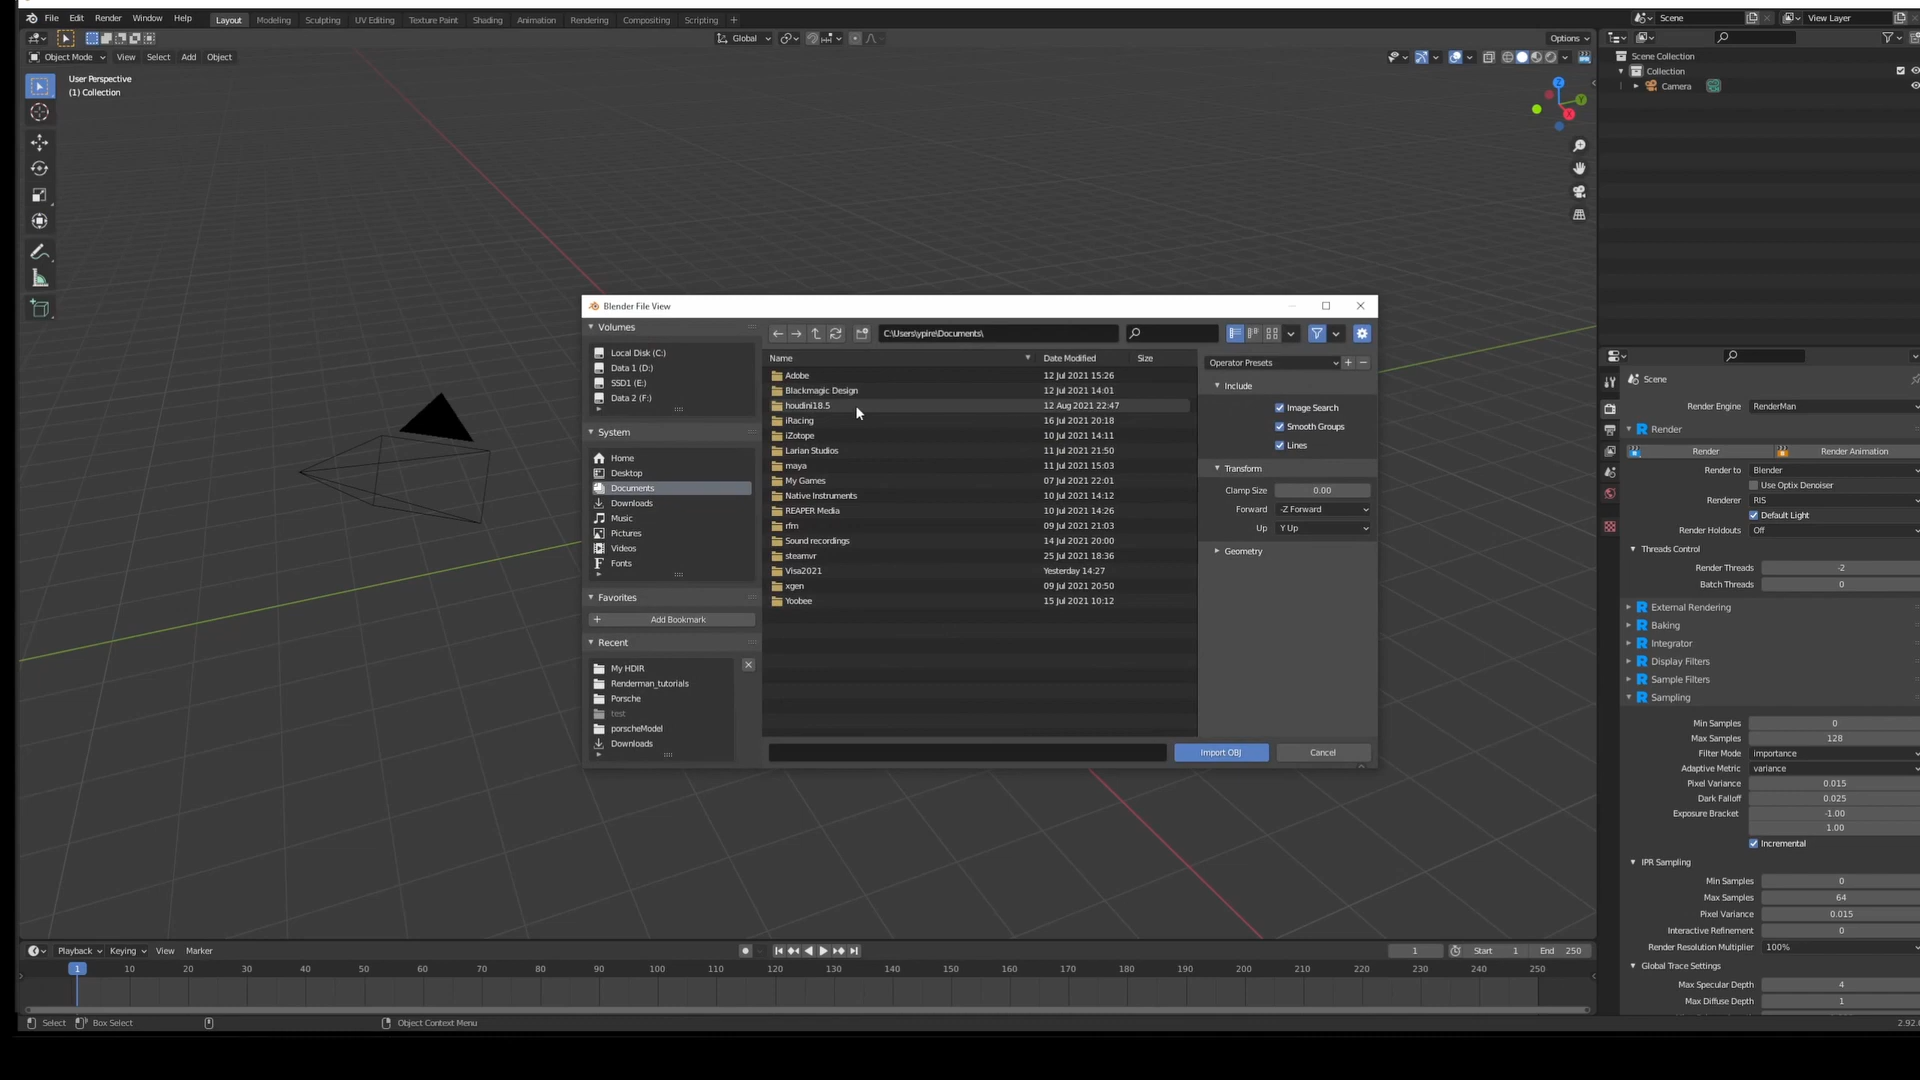 File Edit Render Window Help Layout Modeling Sculpting UV Editing Texture Paint Shading Animation Rendering Compositing Scripting + Scene View Layer
Global Options
Object Mode View Select Add Object
User Perspective
(1) Collection
Scene Collection
Collection
Camera
Z
Y
X
Blender File View
Volumes
Local Disk (C:)
Data 1 (D:)
SSD1 (E:)
Data 2 (F:)
System
Home
Desktop
Documents
Downloads
Music
Pictures
Videos
Fonts
Favorites
Add Bookmark
Recent
My HDIR
Renderman_tutorials
Porsche
test
porscheModel
Downloads
C:\Users\ypire\Documents\
Name Date Modified Size
Adobe 12 Jul 2021 15:26
Blackmagic Design 12 Jul 2021 14:01
houdini18.5 12 Aug 2021 22:47
iRacing 16 Jul 2021 20:18
iZotope 10 Jul 2021 14:11
Larian Studios 11 Jul 2021 21:50
maya 11 Jul 2021 15:03
My Games 07 Jul 2021 22:01
Native Instruments 10 Jul 2021 14:12
REAPER Media 10 Jul 2021 14:26
rfm 09 Jul 2021 21:03
Sound recordings 14 Jul 2021 20:00
steamvr 25 Jul 2021 18:36
Visa2021 Yesterday 14:27
xgen 09 Jul 2021 20:50
Yoobee 15 Jul 2021 10:12
Operator Presets
Include
Image Search
Smooth Groups
Lines
Transform
Clamp Size 0.00
Forward -Z Forward
Up Y Up
Geometry
Import OBJ Cancel
Scene
Render Engine RenderMan
Render
Render Render Animation
Render to Blender
Use Optix Denoiser
Renderer RIS
Default Light
Render Holdouts Off
Threads Control
Render Threads -2
Batch Threads 0
External Rendering
Baking
Integrator
Display Filters
Sample Filters
Sampling
Min Samples 0
Max Samples 128
Filter Mode importance
Adaptive Metric variance
Pixel Variance 0.015
Dark Falloff 0.025
Exposure Bracket -1.00
1.00
Incremental
IPR Sampling
Min Samples 0
Max Samples 64
Pixel Variance 0.015
Interactive Refinement 0
Render Resolution Multiplier 100%
Global Trace Settings
Max Specular Depth 4
Max Diffuse Depth 1
Playback Keying View Marker 1 Start 1 End 250
1 10 20 30 40 50 60 70 80 90 100 110 120 130 140 150 160 170 180 190 200 210 220 230 240 250
Select Box Select Object Context Menu 2.92.0